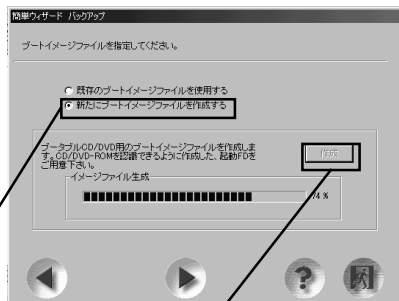 簡単ウィザード バックアップ
ブートイメージファイルを指定してください。
既存のブートイメージファイルを使用する
新たにブートイメージファイルを作成する
ブータブルCD/DVD用のブートイメージファイルを作成しま
す。CD/DVD-ROMを認識できるように作成した、起動FDを
ご用意下さい。
作成
イメージファイル生成
74 %
?